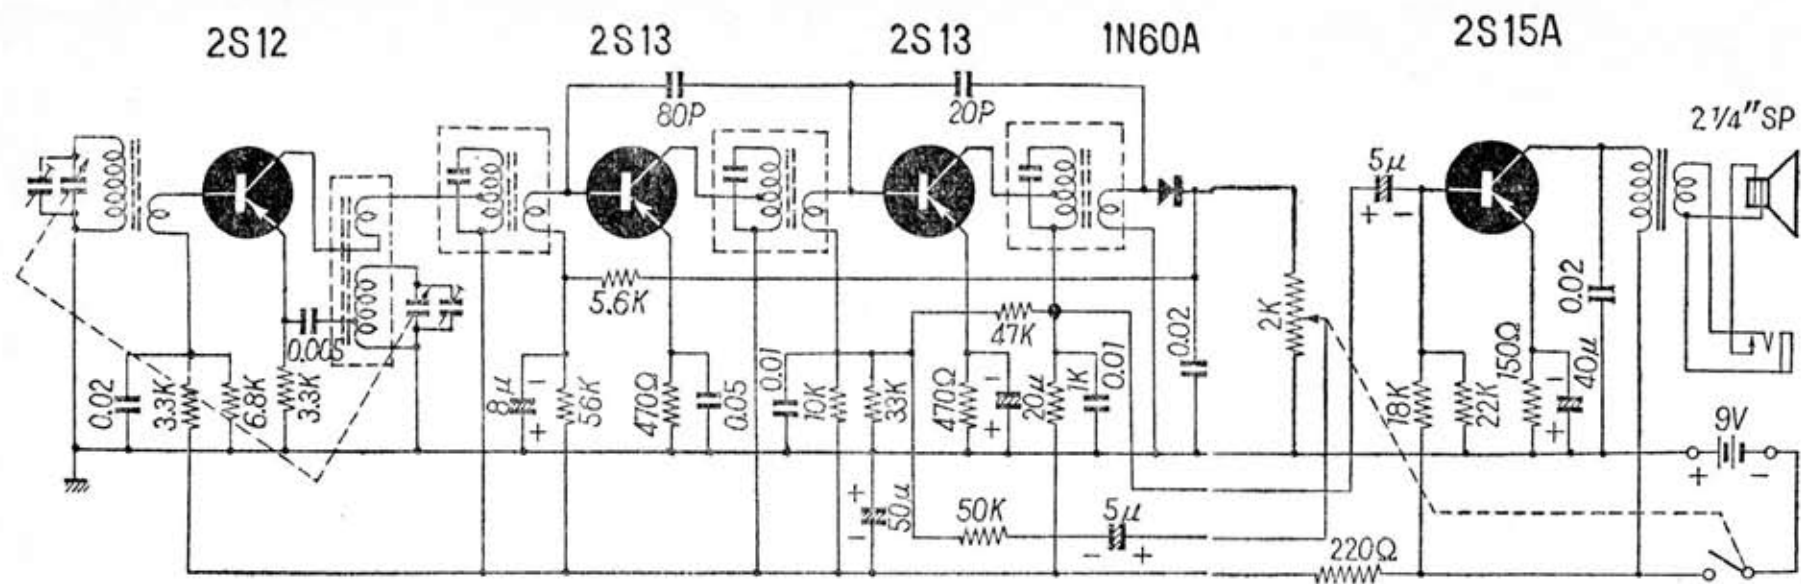 2S12
2S13
2S13
1N60A
2S15A
80P
20P
2 1/4" SP
5μ
5.6K
47K
0.005
0.02
3.3K
6.8K
3.3K
8μ
-
+
56K
470Ω
0.05
0.01
10K
33K
470Ω
-
+
20μ
1K
0.01
0.02
2K
+
-
18K
22K
150Ω
-
+
40μ
0.02
9V
+
-
+
-
50μ
50K
5μ
-
+
220Ω